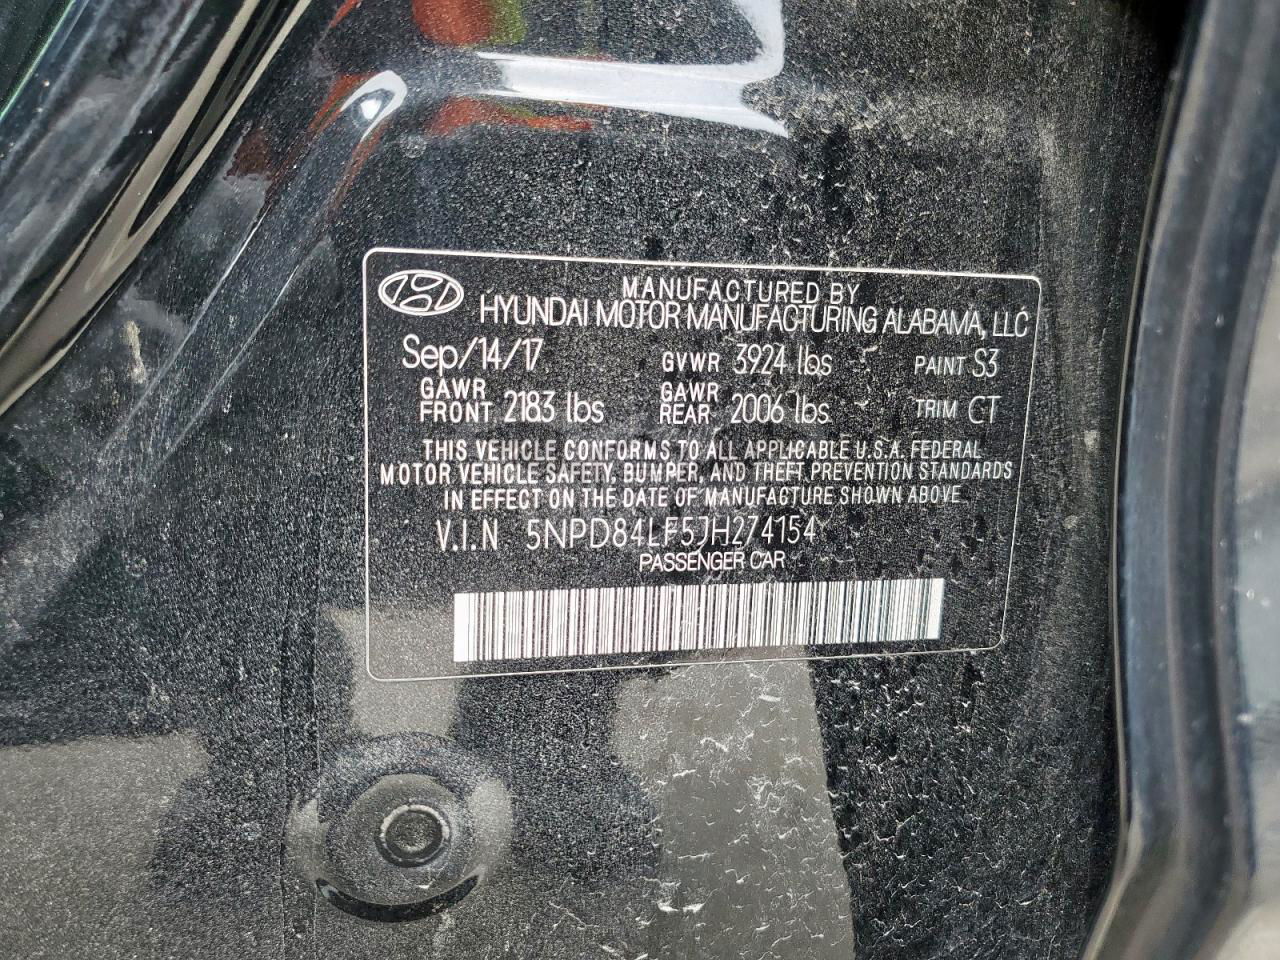 MANUFACTURED BY
HYUNDAI MOTOR MANUFACTURING ALABAMA, LLC
Sep/14/17 GVWR 3924 lbs PAINT S3
GAWR FRONT 2183 lbs GAWR REAR 2006 lbs TRIM CT
THIS VEHICLE CONFORMS TO ALL APPLICABLE U.S.A. FEDERAL
MOTOR VEHICLE SAFETY, BUMPER, AND THEFT PREVENTION STANDARDS
IN EFFECT ON THE DATE OF MANUFACTURE SHOWN ABOVE
V.I.N 5NPD84LF5JH274154
PASSENGER CAR